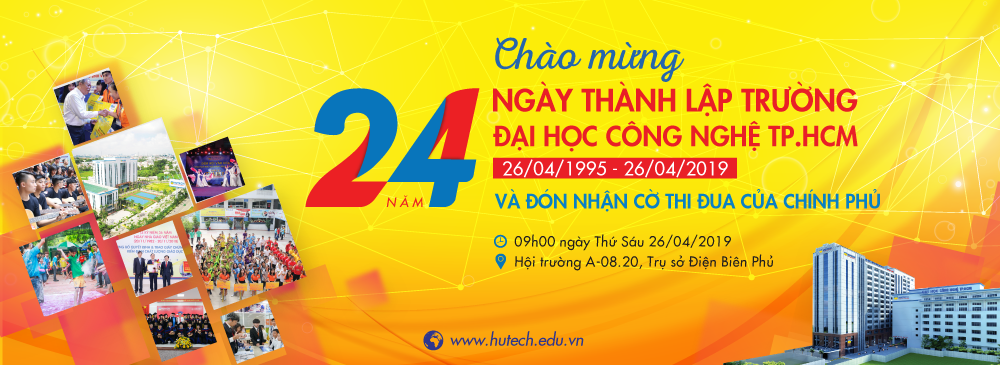 Chào mừng
24
NĂM
NGÀY THÀNH LẬP TRƯỜNG
ĐẠI HỌC CÔNG NGHỆ TP.HCM
26/04/1995 - 26/04/2019
VÀ ĐÓN NHẬN CỜ THI ĐUA CỦA CHÍNH PHỦ
09h00 ngày Thứ Sáu 26/04/2019
Hội trường A-08.20, Trụ sở Điện Biên Phủ
www.hutech.edu.vn